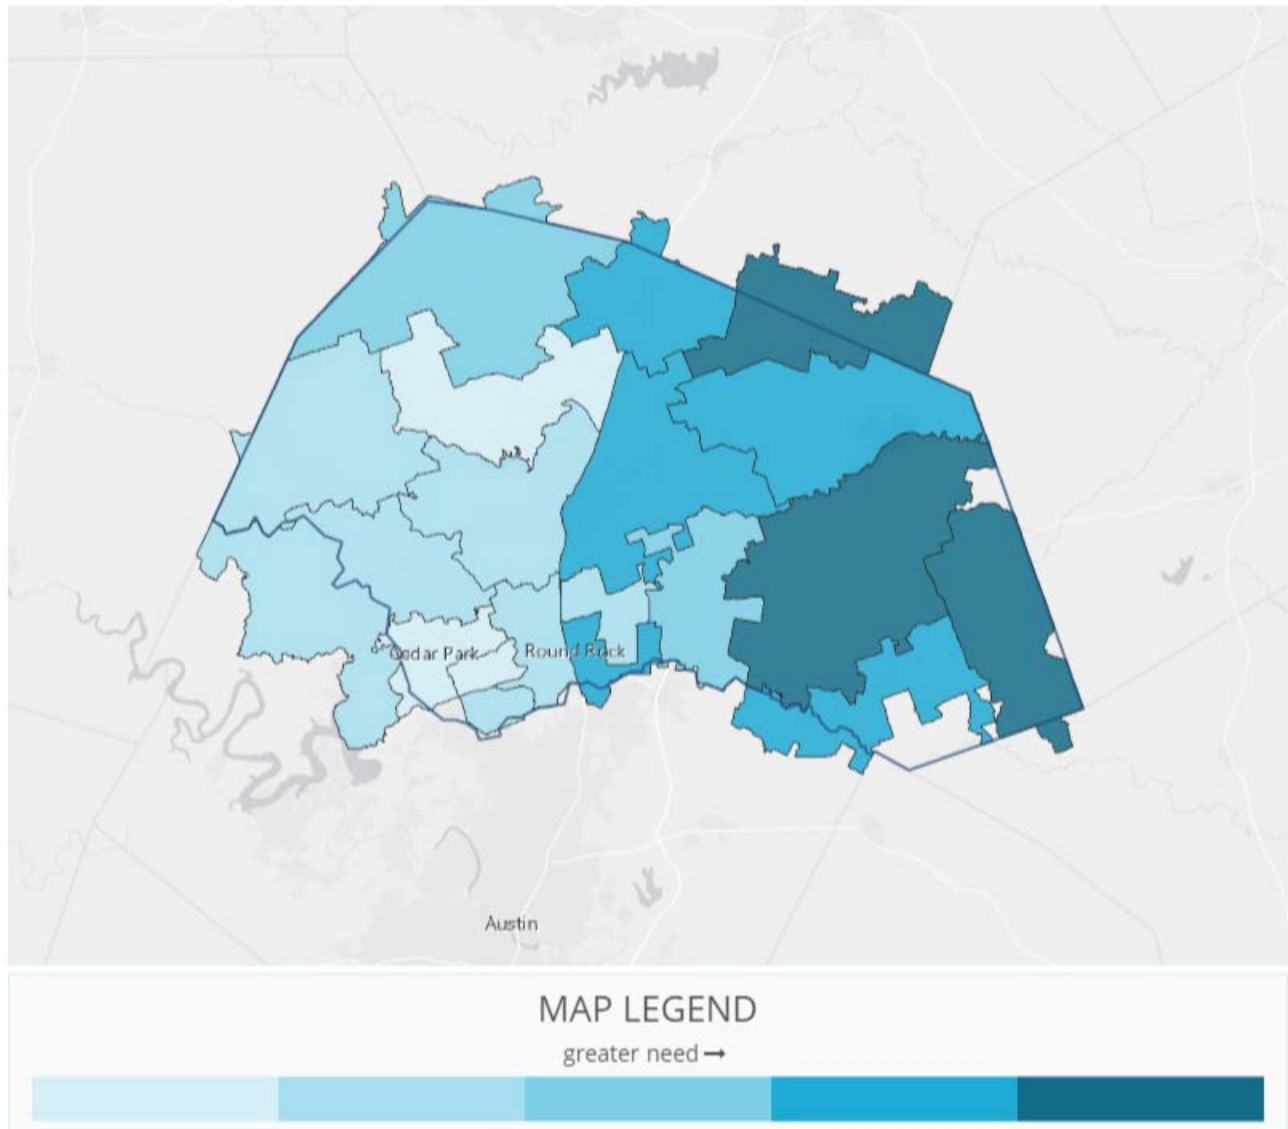 Cedar Park
Round Rock
Austin
MAP LEGEND
greater need →